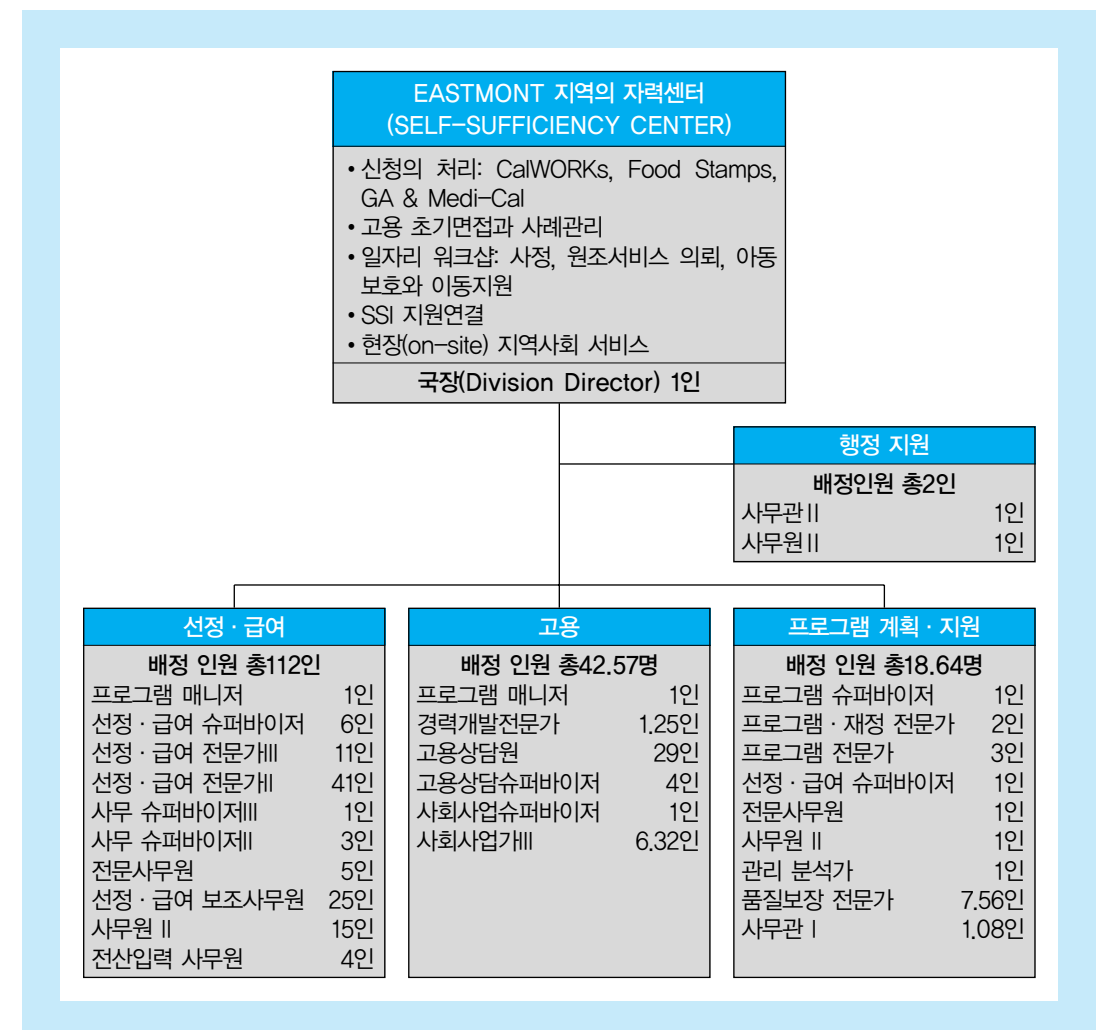 EASTMONT 지역의 자력센터
(SELF-SUFFICIENCY CENTER)
• 신청의 처리: CalWORKs, Food Stamps,
GA & Medi-Cal
• 고용 초기면접과 사례관리
• 일자리 워크샵: 사정, 원조서비스 의뢰, 아동
보호와 이동지원
• SSI 지원연결
• 현장(on-site) 지역사회 서비스
국장(Division Director) 1인
행정 지원
배정인원 총2인
사무관Ⅱ 1인
사무원Ⅱ 1인
선정·급여
배정 인원 총112인
프로그램 매니저 1인
선정·급여 슈퍼바이저 6인
선정·급여 전문가Ⅲ 11인
선정·급여 전문가Ⅱ 41인
사무 슈퍼바이저Ⅲ 1인
사무 슈퍼바이저Ⅱ 3인
전문사무원 5인
선정·급여 보조사무원 25인
사무원 Ⅱ 15인
전산입력 사무원 4인
고용
배정 인원 총42.57명
프로그램 매니저 1인
경력개발전문가 1.25인
고용상담원 29인
고용상담슈퍼바이저 4인
사회사업슈퍼바이저 1인
사회사업가Ⅲ 6.32인
프로그램 계획·지원
배정 인원 총18.64명
프로그램 슈퍼바이저 1인
프로그램·재정 전문가 2인
프로그램 전문가 3인
선정·급여 슈퍼바이저 1인
전문사무원 1인
사무원 Ⅱ 1인
관리 분석가 1인
품질보장 전문가 7.56인
사무관Ⅰ 1.08인